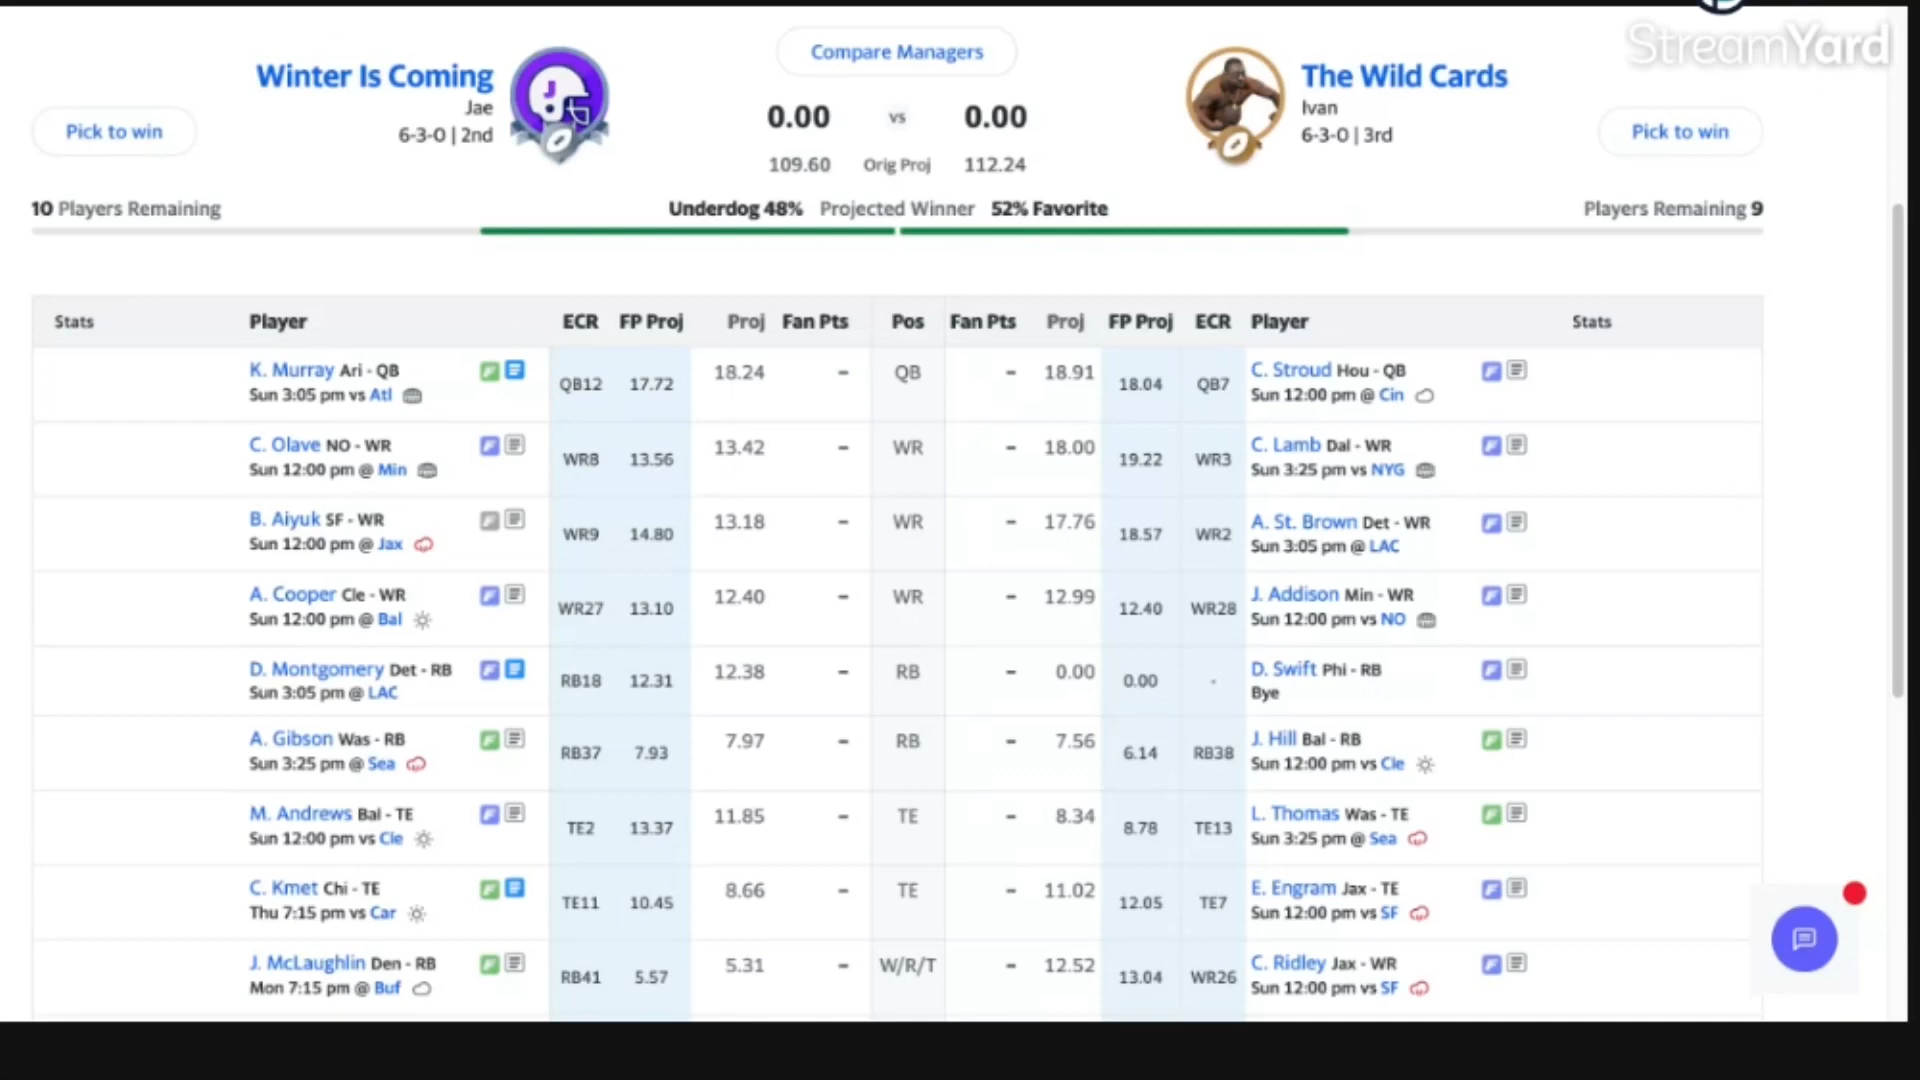 StreamYard
Compare Managers
Winter Is Coming
Jae
6-3-0 | 2nd
Pick to win
0.00 vs 0.00
109.60 Orig Proj 112.24
The Wild Cards
Ivan
6-3-0 | 3rd
Pick to win
10 Players Remaining
Underdog 48% Projected Winner 52% Favorite
Players Remaining 9
Stats Player ECR FP Proj Proj Fan Pts Pos Fan Pts Proj FP Proj ECR Player Stats
K. Murray Ari - QB
Sun 3:05 pm vs Atl
QB12 17.72 18.24 – QB – 18.91 18.04 QB7
C. Stroud Hou - QB
Sun 12:00 pm @ Cin
C. Olave NO - WR
Sun 12:00 pm @ Min
WR8 13.56 13.42 – WR – 18.00 19.22 WR3
C. Lamb Dal - WR
Sun 3:25 pm vs NYG
B. Aiyuk SF - WR
Sun 12:00 pm @ Jax
WR9 14.80 13.18 – WR – 17.76 18.57 WR2
A. St. Brown Det - WR
Sun 3:05 pm @ LAC
A. Cooper Cle - WR
Sun 12:00 pm @ Bal
WR27 13.10 12.40 – WR – 12.99 12.40 WR28
J. Addison Min - WR
Sun 12:00 pm vs NO
D. Montgomery Det - RB
Sun 3:05 pm @ LAC
RB18 12.31 12.38 – RB – 0.00 0.00 -
D. Swift Phi - RB
Bye
A. Gibson Was - RB
Sun 3:25 pm @ Sea
RB37 7.93 7.97 – RB – 7.56 6.14 RB38
J. Hill Bal - RB
Sun 12:00 pm vs Cle
M. Andrews Bal - TE
Sun 12:00 pm vs Cle
TE2 13.37 11.85 – TE – 8.34 8.78 TE13
L. Thomas Was - TE
Sun 3:25 pm @ Sea
C. Kmet Chi - TE
Thu 7:15 pm vs Car
TE11 10.45 8.66 – TE – 11.02 12.05 TE7
E. Engram Jax - TE
Sun 12:00 pm vs SF
J. McLaughlin Den - RB
Mon 7:15 pm @ Buf
RB41 5.57 5.31 – W/R/T – 12.52 13.04 WR26
C. Ridley Jax - WR
Sun 12:00 pm vs SF